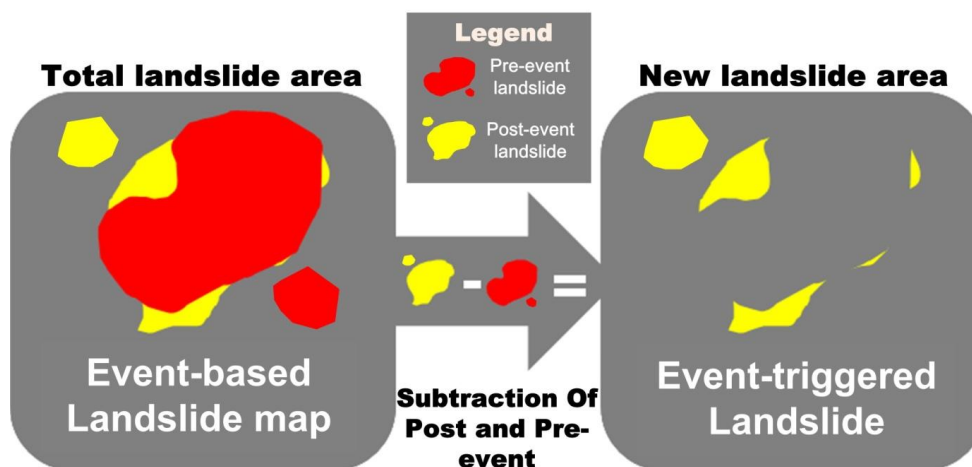 Legend
Pre-event
landslide
Post-event
landslide
Total landslide area
New landslide area
Event-based
Landslide map
Subtraction Of
Post and Pre-
event
Event-triggered
Landslide